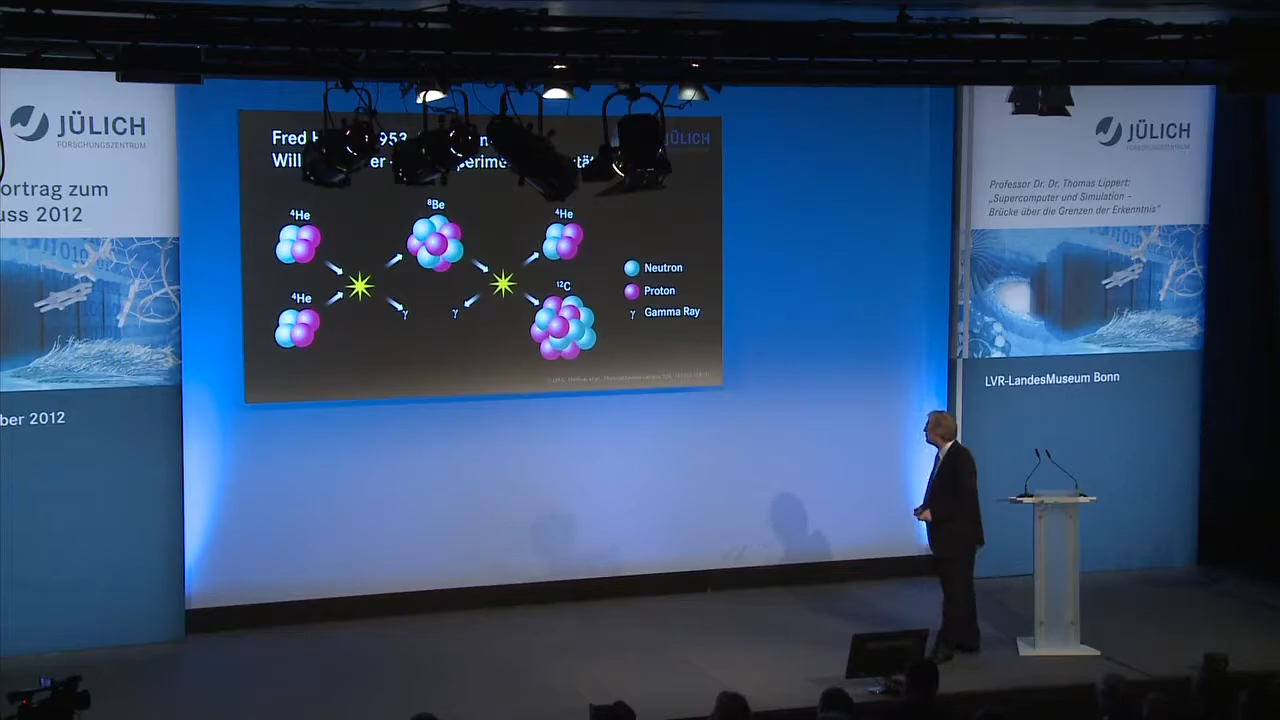 JÜLICH
FORSCHUNGSZENTRUM
ortrag zum
uss 2012
ber 2012
Fred 953
JÜLICH
Will er
⁴He
⁸Be
⁴He
⁴He
¹²C
γ
γ
Neutron
Proton
γ Gamma Ray
JÜLICH
FORSCHUNGSZENTRUM
Professor Dr. Dr. Thomas Lippert:
„Supercomputer und Simulation –
Brücke über die Grenzen der Erkenntnis“
LVR-LandesMuseum Bonn